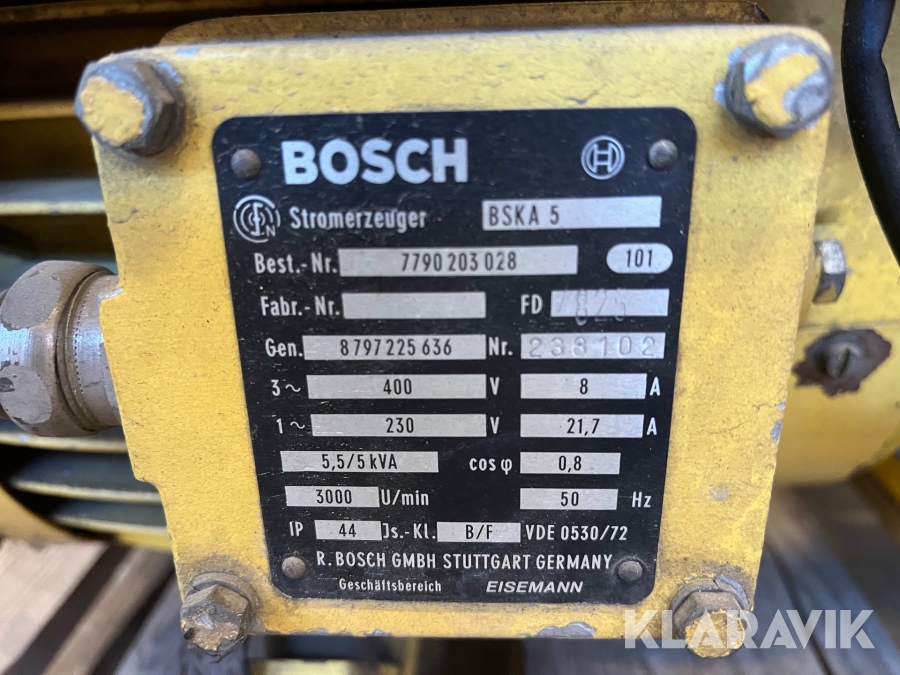 BOSCH
Stromerzeuger BSKA 5
Best.-Nr. 7790 203 028 101
Fabr.-Nr. FD
Gen. 8797 225 636 Nr. 238102
3~ 400 V 8 A
1~ 230 V 21,7 A
5,5/5 kVA cos φ 0,8
3000 U/min 50 Hz
IP 44 Js.-Kl. B/F VDE 0530/72
R. BOSCH GMBH STUTTGART GERMANY
Geschäftsbereich EISEMANN
KLARAVIK